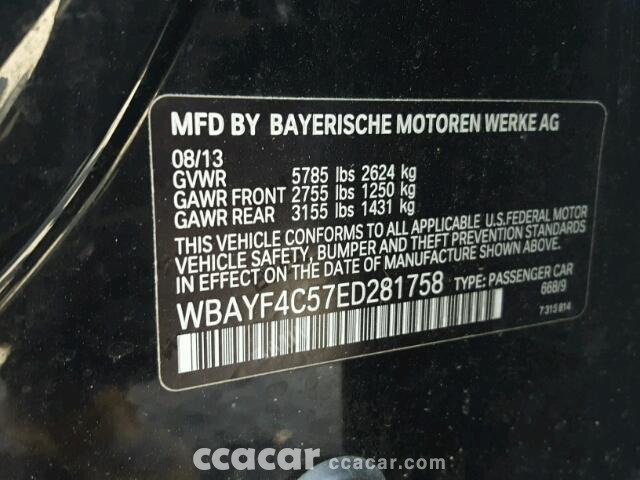 MFD BY BAYERISCHE MOTOREN WERKE AG
08/13
GVWR 5785 lbs 2624 kg
GAWR FRONT 2755 lbs 1250 kg
GAWR REAR 3155 lbs 1431 kg
THIS VEHICLE CONFORMS TO ALL APPLICABLE U.S.FEDERAL MOTOR
VEHICLE SAFETY, BUMPER AND THEFT PREVENTION STANDARDS
IN EFFECT ON THE DATE OF MANUFACTURE SHOWN ABOVE.
WBAYF4C57ED281758 TYPE: PASSENGER CAR
668/9
7 315 814
ccacar ccacar.com